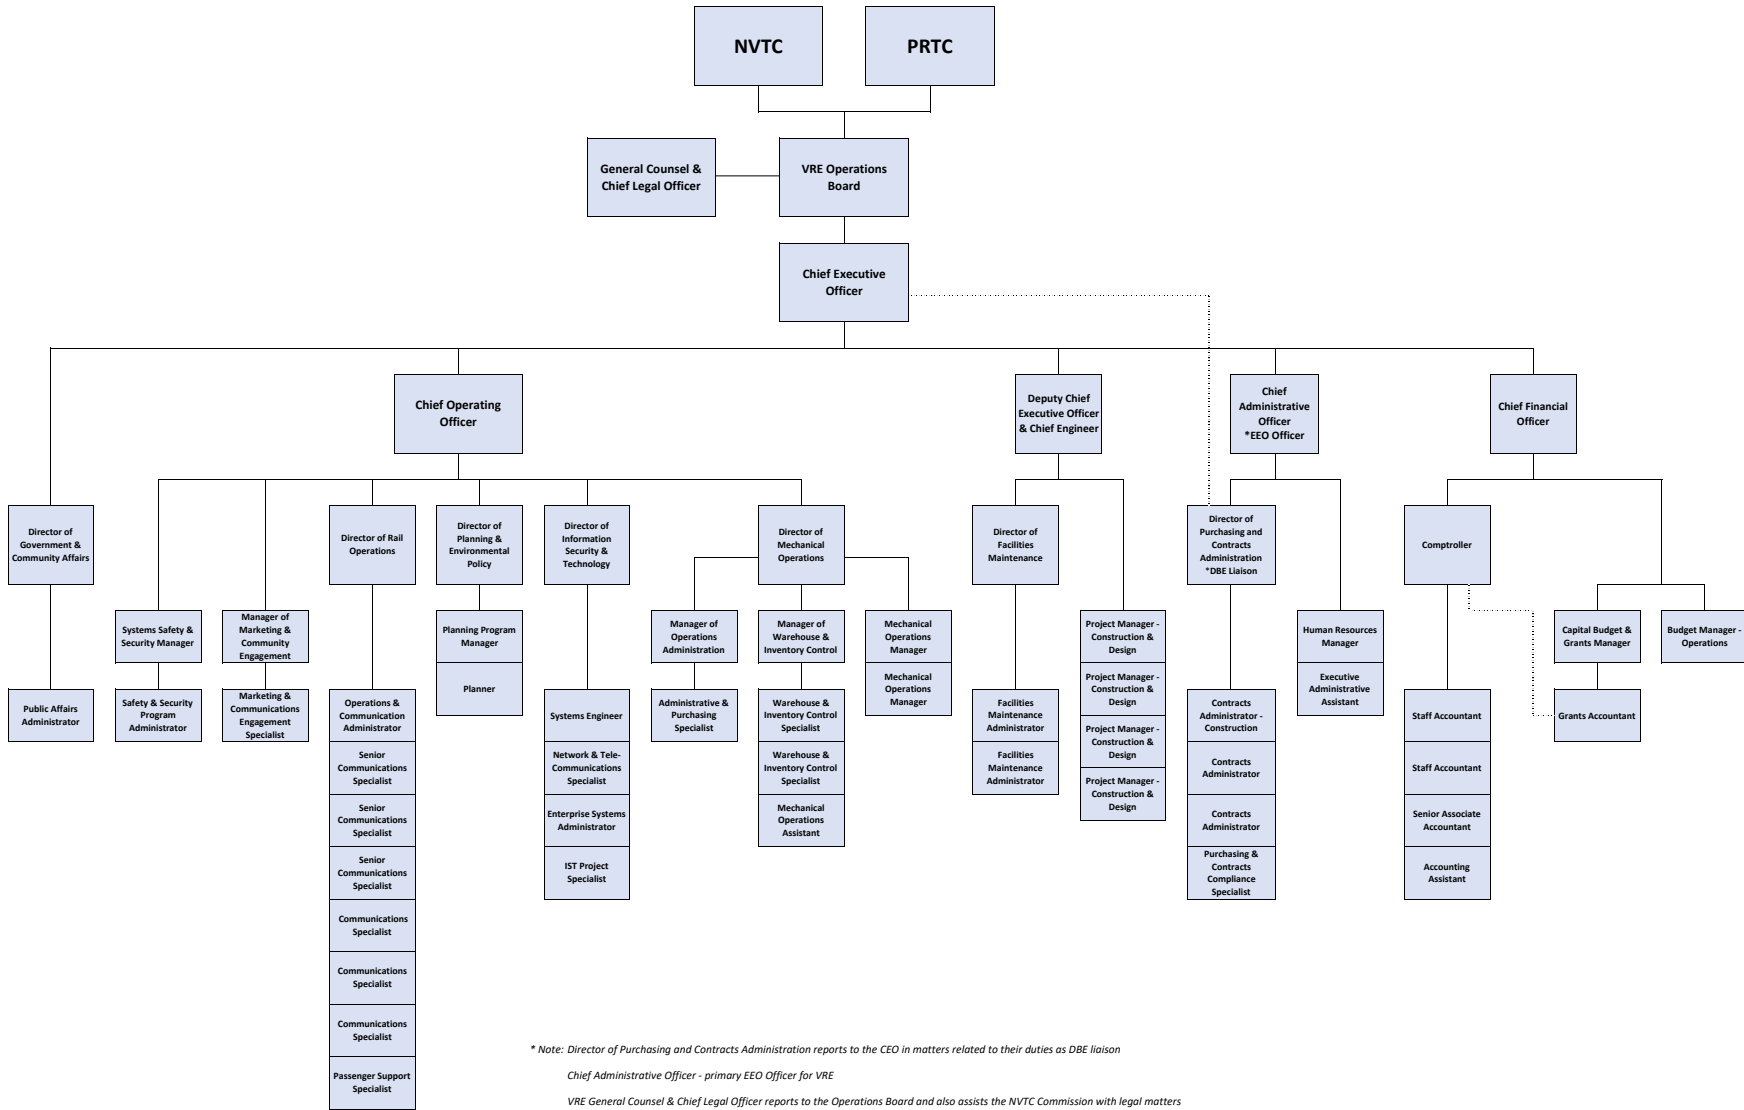 NVTC
PRTC
General Counsel &
Chief Legal Officer
VRE Operations
Board
Chief Executive
Officer
Chief Operating
Officer
Deputy Chief
Executive Officer
& Chief Engineer
Chief
Administrative
Officer
*EEO Officer
Chief Financial
Officer
Director of
Government &
Community Affairs
Director of Rail
Operations
Director of
Planning &
Environmental
Policy
Director of
Information
Security &
Technology
Director of
Mechanical
Operations
Director of
Facilities
Maintenance
Director of
Purchasing and
Contracts
Administration
*DBE Liaison
Comptroller
Systems Safety &
Security Manager
Manager of
Marketing &
Community
Engagement
Planning Program
Manager
Planner
Manager of
Operations
Administration
Manager of
Warehouse &
Inventory Control
Mechanical
Operations
Manager
Mechanical
Operations
Manager
Project Manager -
Construction &
Design
Project Manager -
Construction &
Design
Project Manager -
Construction &
Design
Project Manager -
Construction &
Design
Human Resources
Manager
Executive
Administrative
Assistant
Capital Budget &
Grants Manager
Budget Manager -
Operations
Public Affairs
Administrator
Safety & Security
Program
Administrator
Marketing &
Communications
Engagement
Specialist
Operations &
Communication
Administrator
Senior
Communications
Specialist
Senior
Communications
Specialist
Senior
Communications
Specialist
Communications
Specialist
Communications
Specialist
Communications
Specialist
Passenger Support
Specialist
Systems Engineer
Network & Tele-
Communications
Specialist
Enterprise Systems
Administrator
IST Project
Specialist
Administrative &
Purchasing
Specialist
Warehouse &
Inventory Control
Specialist
Warehouse &
Inventory Control
Specialist
Mechanical
Operations
Assistant
Facilities
Maintenance
Administrator
Facilities
Maintenance
Administrator
Contracts
Administrator -
Construction
Contracts
Administrator
Contracts
Administrator
Purchasing &
Contracts
Compliance
Specialist
Staff Accountant
Staff Accountant
Senior Associate
Accountant
Accounting
Assistant
Grants Accountant
* Note: Director of Purchasing and Contracts Administration reports to the CEO in matters related to their duties as DBE liaison
Chief Administrative Officer - primary EEO Officer for VRE
VRE General Counsel & Chief Legal Officer reports to the Operations Board and also assists the NVTC Commission with legal matters